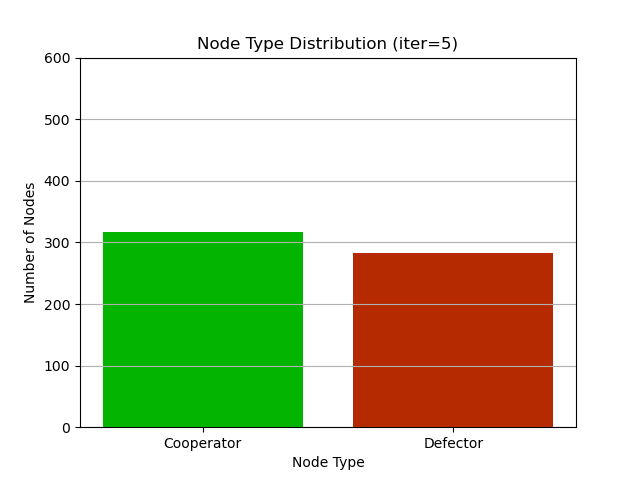 Node Type Distribution (iter=5)
600
500
400
300
200
100
0
Number of Nodes
Cooperator
Defector
Node Type